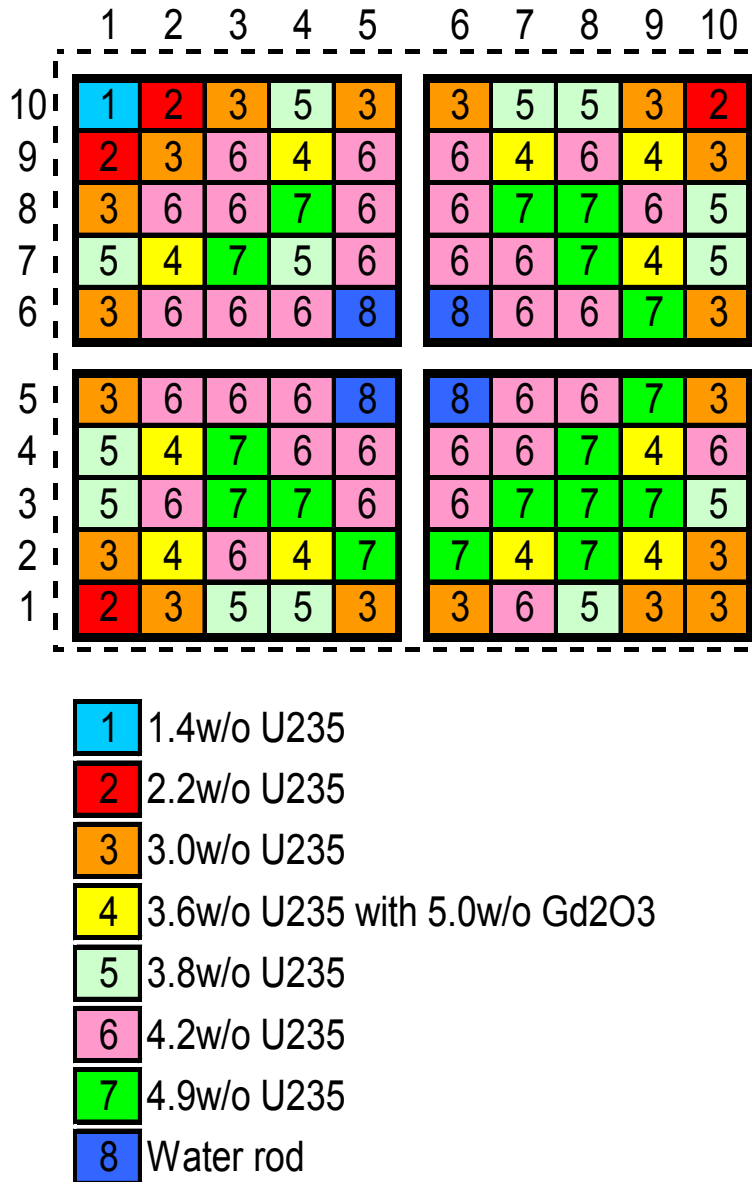 1 2 3 4 5 6 7 8 9 10
10 1 2 3 5 3 3 5 5 3 2
9 2 3 6 4 6 6 4 6 4 3
8 3 6 6 7 6 6 7 7 6 5
7 5 4 7 5 6 6 6 7 4 5
6 3 6 6 6 8 8 6 6 7 3
5 3 6 6 6 8 8 6 6 7 3
4 5 4 7 6 6 6 6 7 4 6
3 5 6 7 7 6 6 7 7 7 5
2 3 4 6 4 7 7 4 7 4 3
1 2 3 5 5 3 3 6 5 3 3
1 1.4w/o U235
2 2.2w/o U235
3 3.0w/o U235
4 3.6w/o U235 with 5.0w/o Gd2O3
5 3.8w/o U235
6 4.2w/o U235
7 4.9w/o U235
8 Water rod